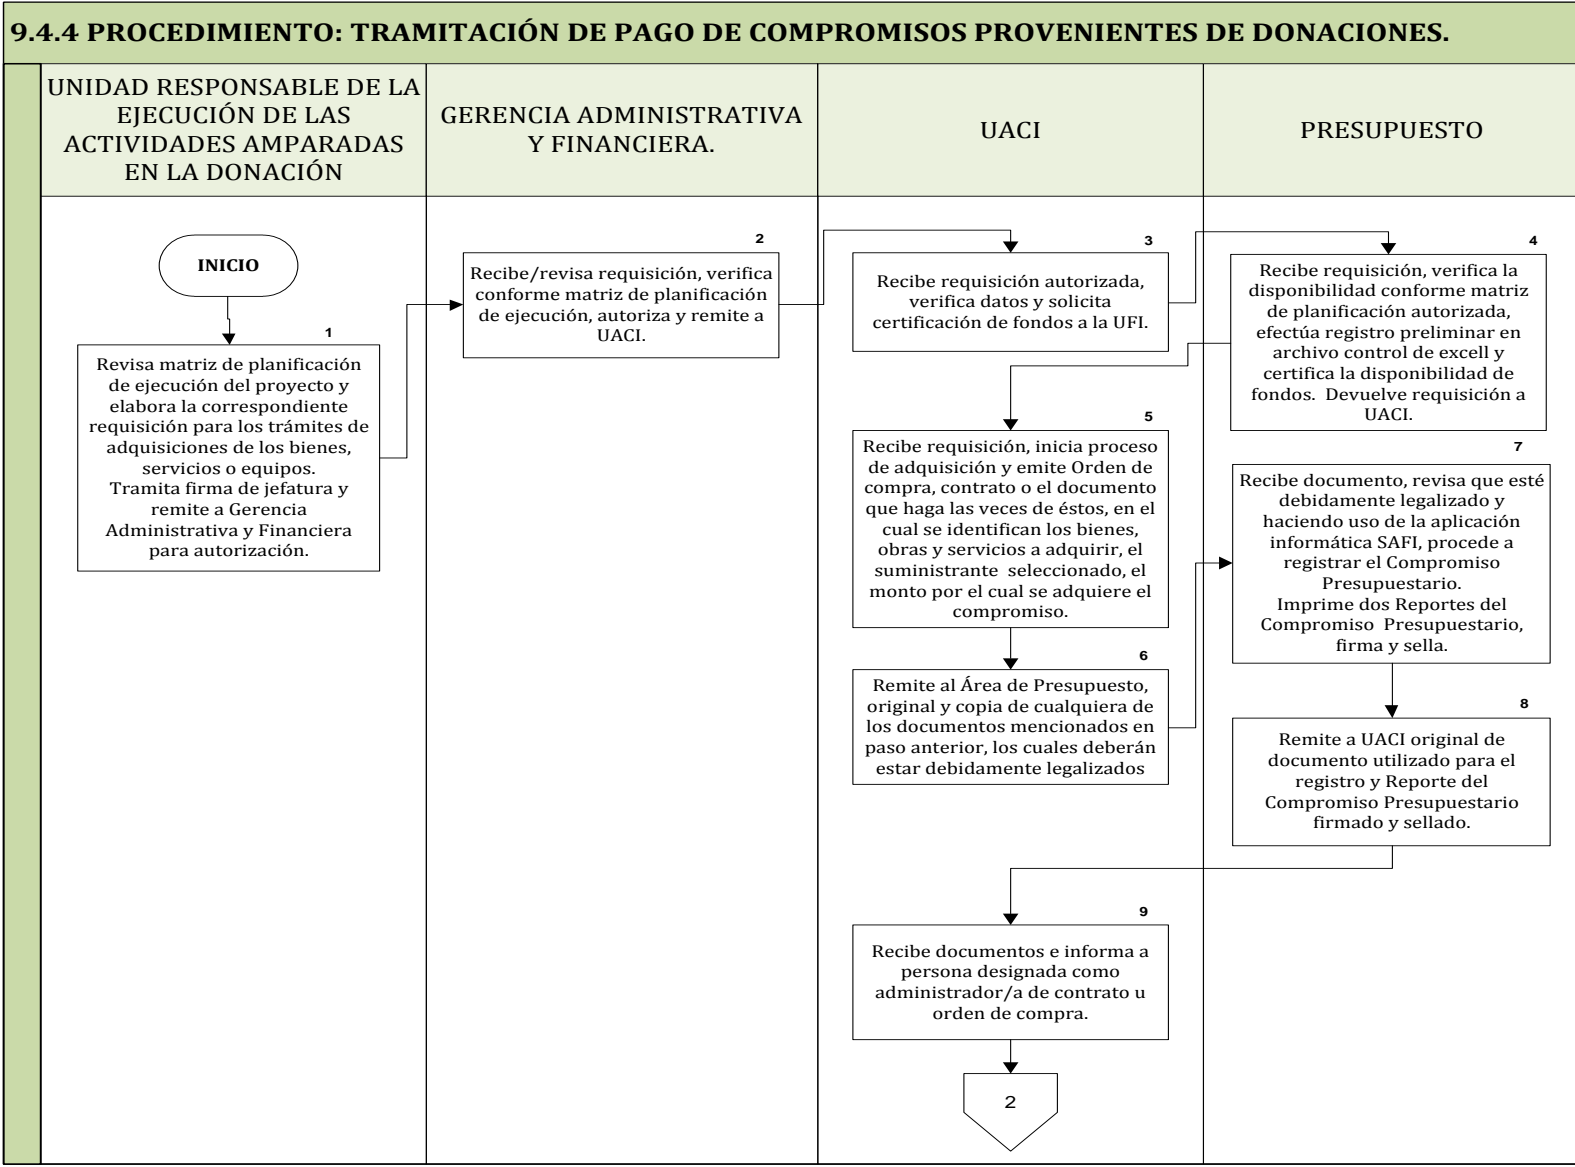 9.4.4 PROCEDIMIENTO: TRAMITACIÓN DE PAGO DE COMPROMISOS PROVENIENTES DE DONACIONES.
UNIDAD RESPONSABLE DE LA
EJECUCIÓN DE LAS
ACTIVIDADES AMPARADAS
EN LA DONACIÓN
GERENCIA ADMINISTRATIVA
Y FINANCIERA.
UACI
PRESUPUESTO
INICIO
1
Revisa matriz de planificación
de ejecución del proyecto y
elabora la correspondiente
requisición para los trámites de
adquisiciones de los bienes,
servicios o equipos.
Tramita firma de jefatura y
remite a Gerencia
Administrativa y Financiera
para autorización.
2
Recibe/revisa requisición, verifica
conforme matriz de planificación
de ejecución, autoriza y remite a
UACI.
3
Recibe requisición autorizada,
verifica datos y solicita
certificación de fondos a la UFI.
4
Recibe requisición, verifica la
disponibilidad conforme matriz
de planificación autorizada,
efectúa registro preliminar en
archivo control de excell y
certifica la disponibilidad de
fondos. Devuelve requisición a
UACI.
5
Recibe requisición, inicia proceso
de adquisición y emite Orden de
compra, contrato o el documento
que haga las veces de éstos, en el
cual se identifican los bienes,
obras y servicios a adquirir, el
suministrante seleccionado, el
monto por el cual se adquiere el
compromiso.
6
Remite al Área de Presupuesto,
original y copia de cualquiera de
los documentos mencionados en
paso anterior, los cuales deberán
estar debidamente legalizados
7
Recibe documento, revisa que esté
debidamente legalizado y
haciendo uso de la aplicación
informática SAFI, procede a
registrar el Compromiso
Presupuestario.
Imprime dos Reportes del
Compromiso Presupuestario,
firma y sella.
8
Remite a UACI original de
documento utilizado para el
registro y Reporte del
Compromiso Presupuestario
firmado y sellado.
9
Recibe documentos e informa a
persona designada como
administrador/a de contrato u
orden de compra.
2